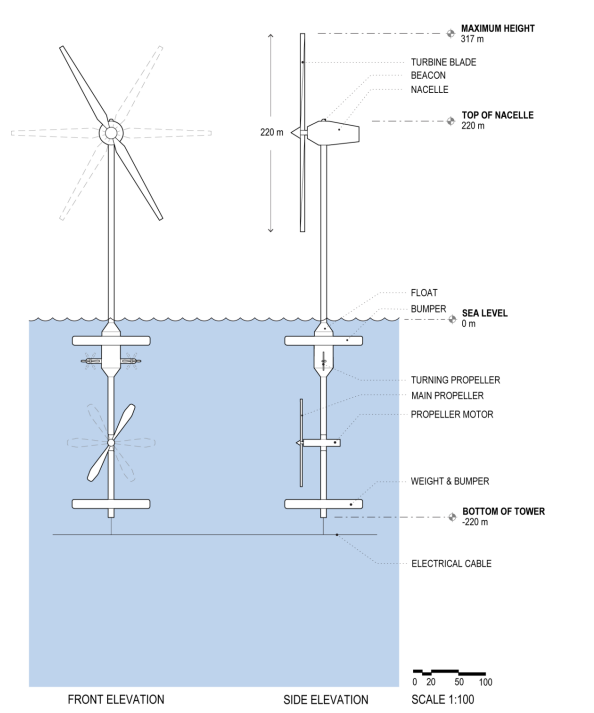 MAXIMUM HEIGHT
317 m
TURBINE BLADE
BEACON
NACELLE
TOP OF NACELLE
220 m
220 m
FLOAT
BUMPER
SEA LEVEL
0 m
TURNING PROPELLER
MAIN PROPELLER
PROPELLER MOTOR
WEIGHT & BUMPER
BOTTOM OF TOWER
-220 m
ELECTRICAL CABLE
0 20 50 100
FRONT ELEVATION
SIDE ELEVATION
SCALE 1:100